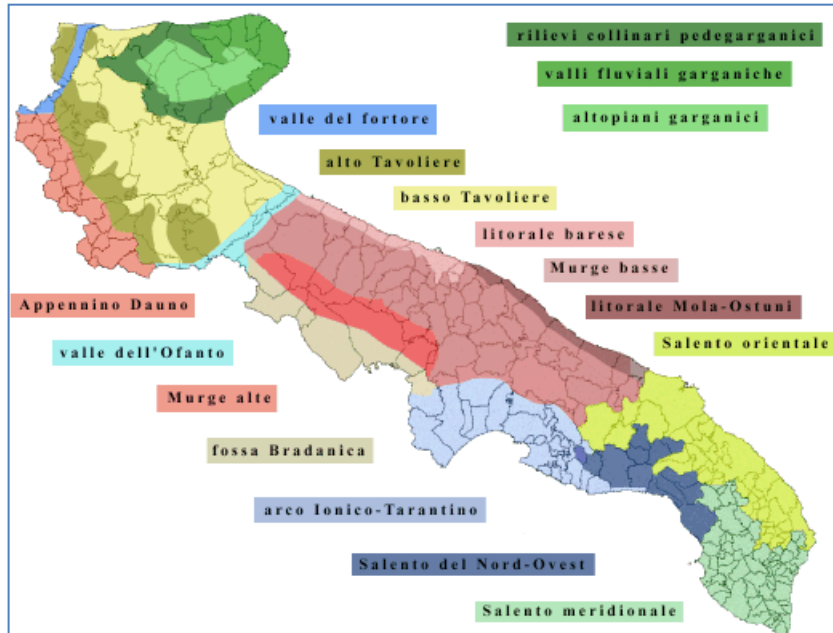 rilievi collinari pedegarganici
valli fluviali garganiche
altopiani garganici
valle del fortore
alto Tavoliere
basso Tavoliere
litorale barese
Murge basse
litorale Mola-Ostuni
Appennino Dauno
Salento orientale
valle dell'Ofanto
Murge alte
fossa Bradanica
arco Ionico-Tarantino
Salento del Nord-Ovest
Salento meridionale